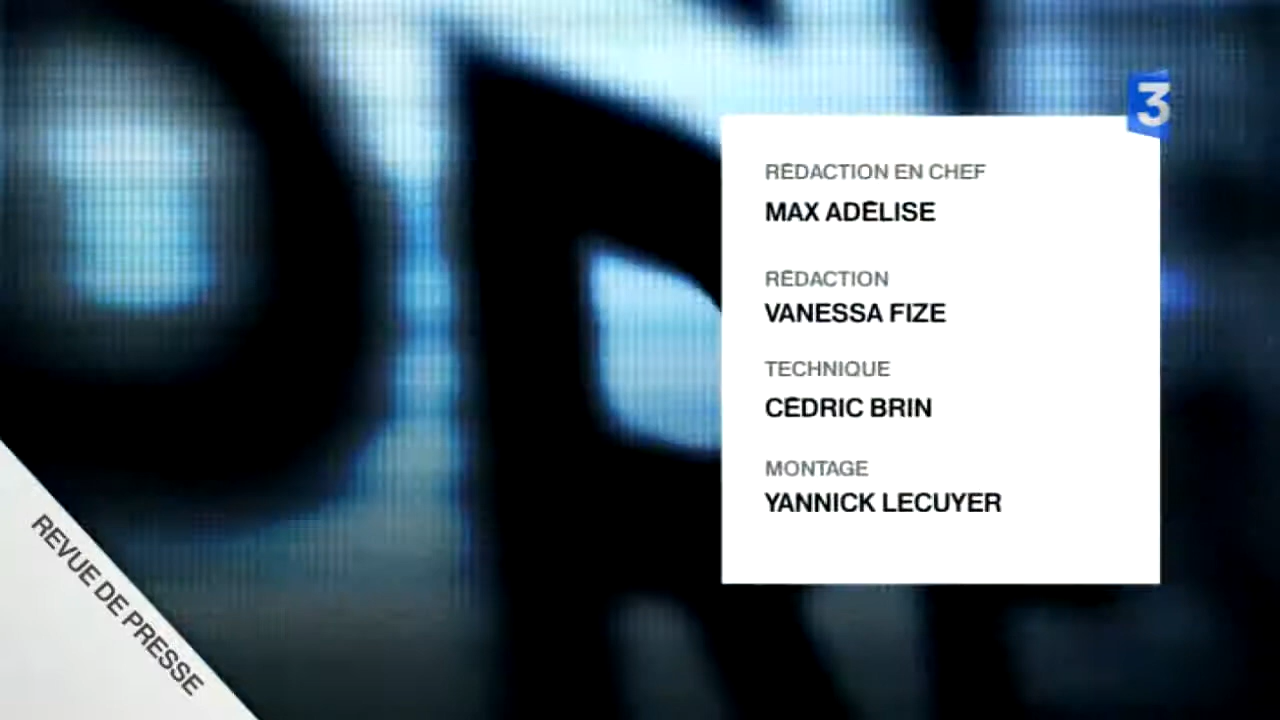 3
RÉDACTION EN CHEF
MAX ADÉLISE
RÉDACTION
VANESSA FIZE
TECHNIQUE
CÉDRIC BRIN
MONTAGE
YANNICK LECUYER
REVUE DE PRESSE